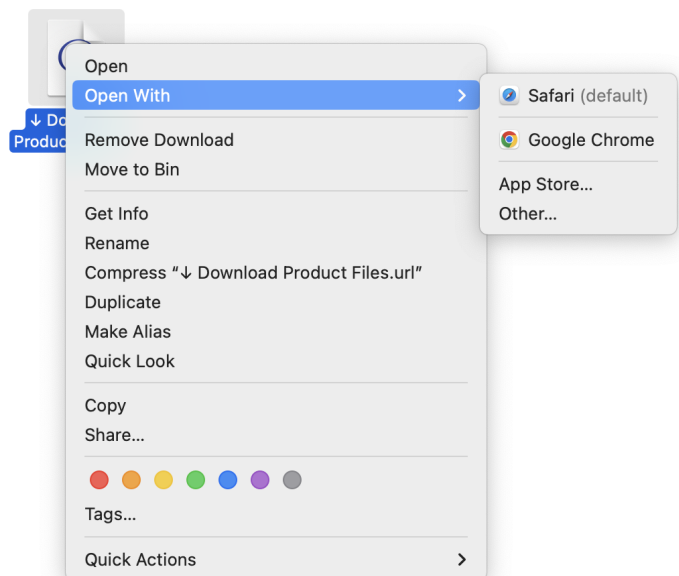 Open
Open With
Safari (default)
Google Chrome
App Store...
Other...
↓ Do
Produc
Remove Download
Move to Bin
Get Info
Rename
Compress “↓ Download Product Files.url”
Duplicate
Make Alias
Quick Look
Copy
Share...
Tags...
Quick Actions